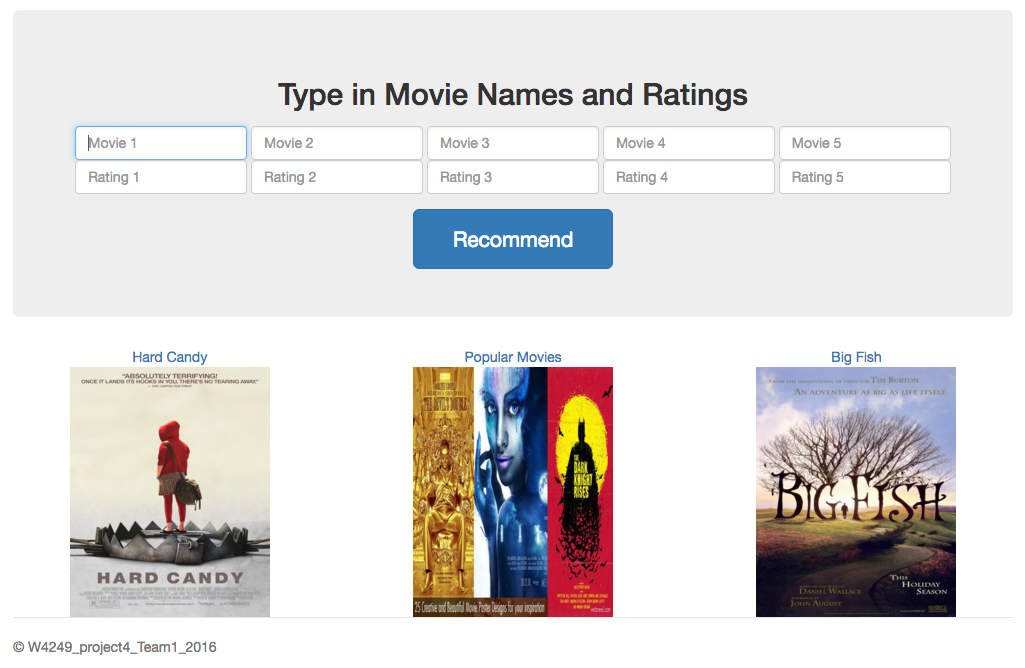 Type in Movie Names and Ratings
Movie 1 Movie 2 Movie 3 Movie 4 Movie 5
Rating 1 Rating 2 Rating 3 Rating 4 Rating 5
Recommend
Hard Candy
Popular Movies
Big Fish
"ABSOLUTELY TERRIFYING!
ONCE IT LANDS ITS HOOKS IN YOU, THERE'S NO TEARING AWAY."
HARD CANDY
THE DEVIL'S DOUBLE
THE
DARK
KNIGHT
RISES
25 Creative and Beautiful Movie Poster Designs for your inspiration
FROM THE IMAGINATION OF DIRECTOR TIM BURTON
AN ADVENTURE AS BIG AS LIFE ITSELF
BIG FISH
THIS
HOLIDAY
SEASON
DANIEL WALLACE
JOHN AUGUST
© W4249_project4_Team1_2016